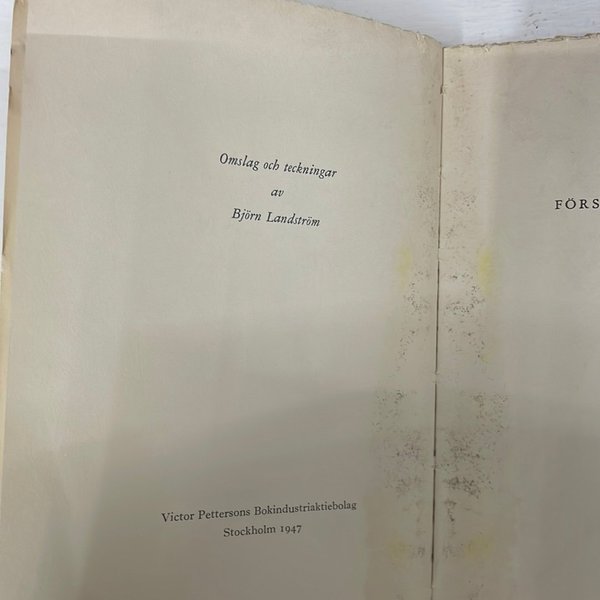 Omslag och teckningar
av
Björn Landström
Victor Pettersons Bokindustriaktiebolag
Stockholm 1947
FÖRS